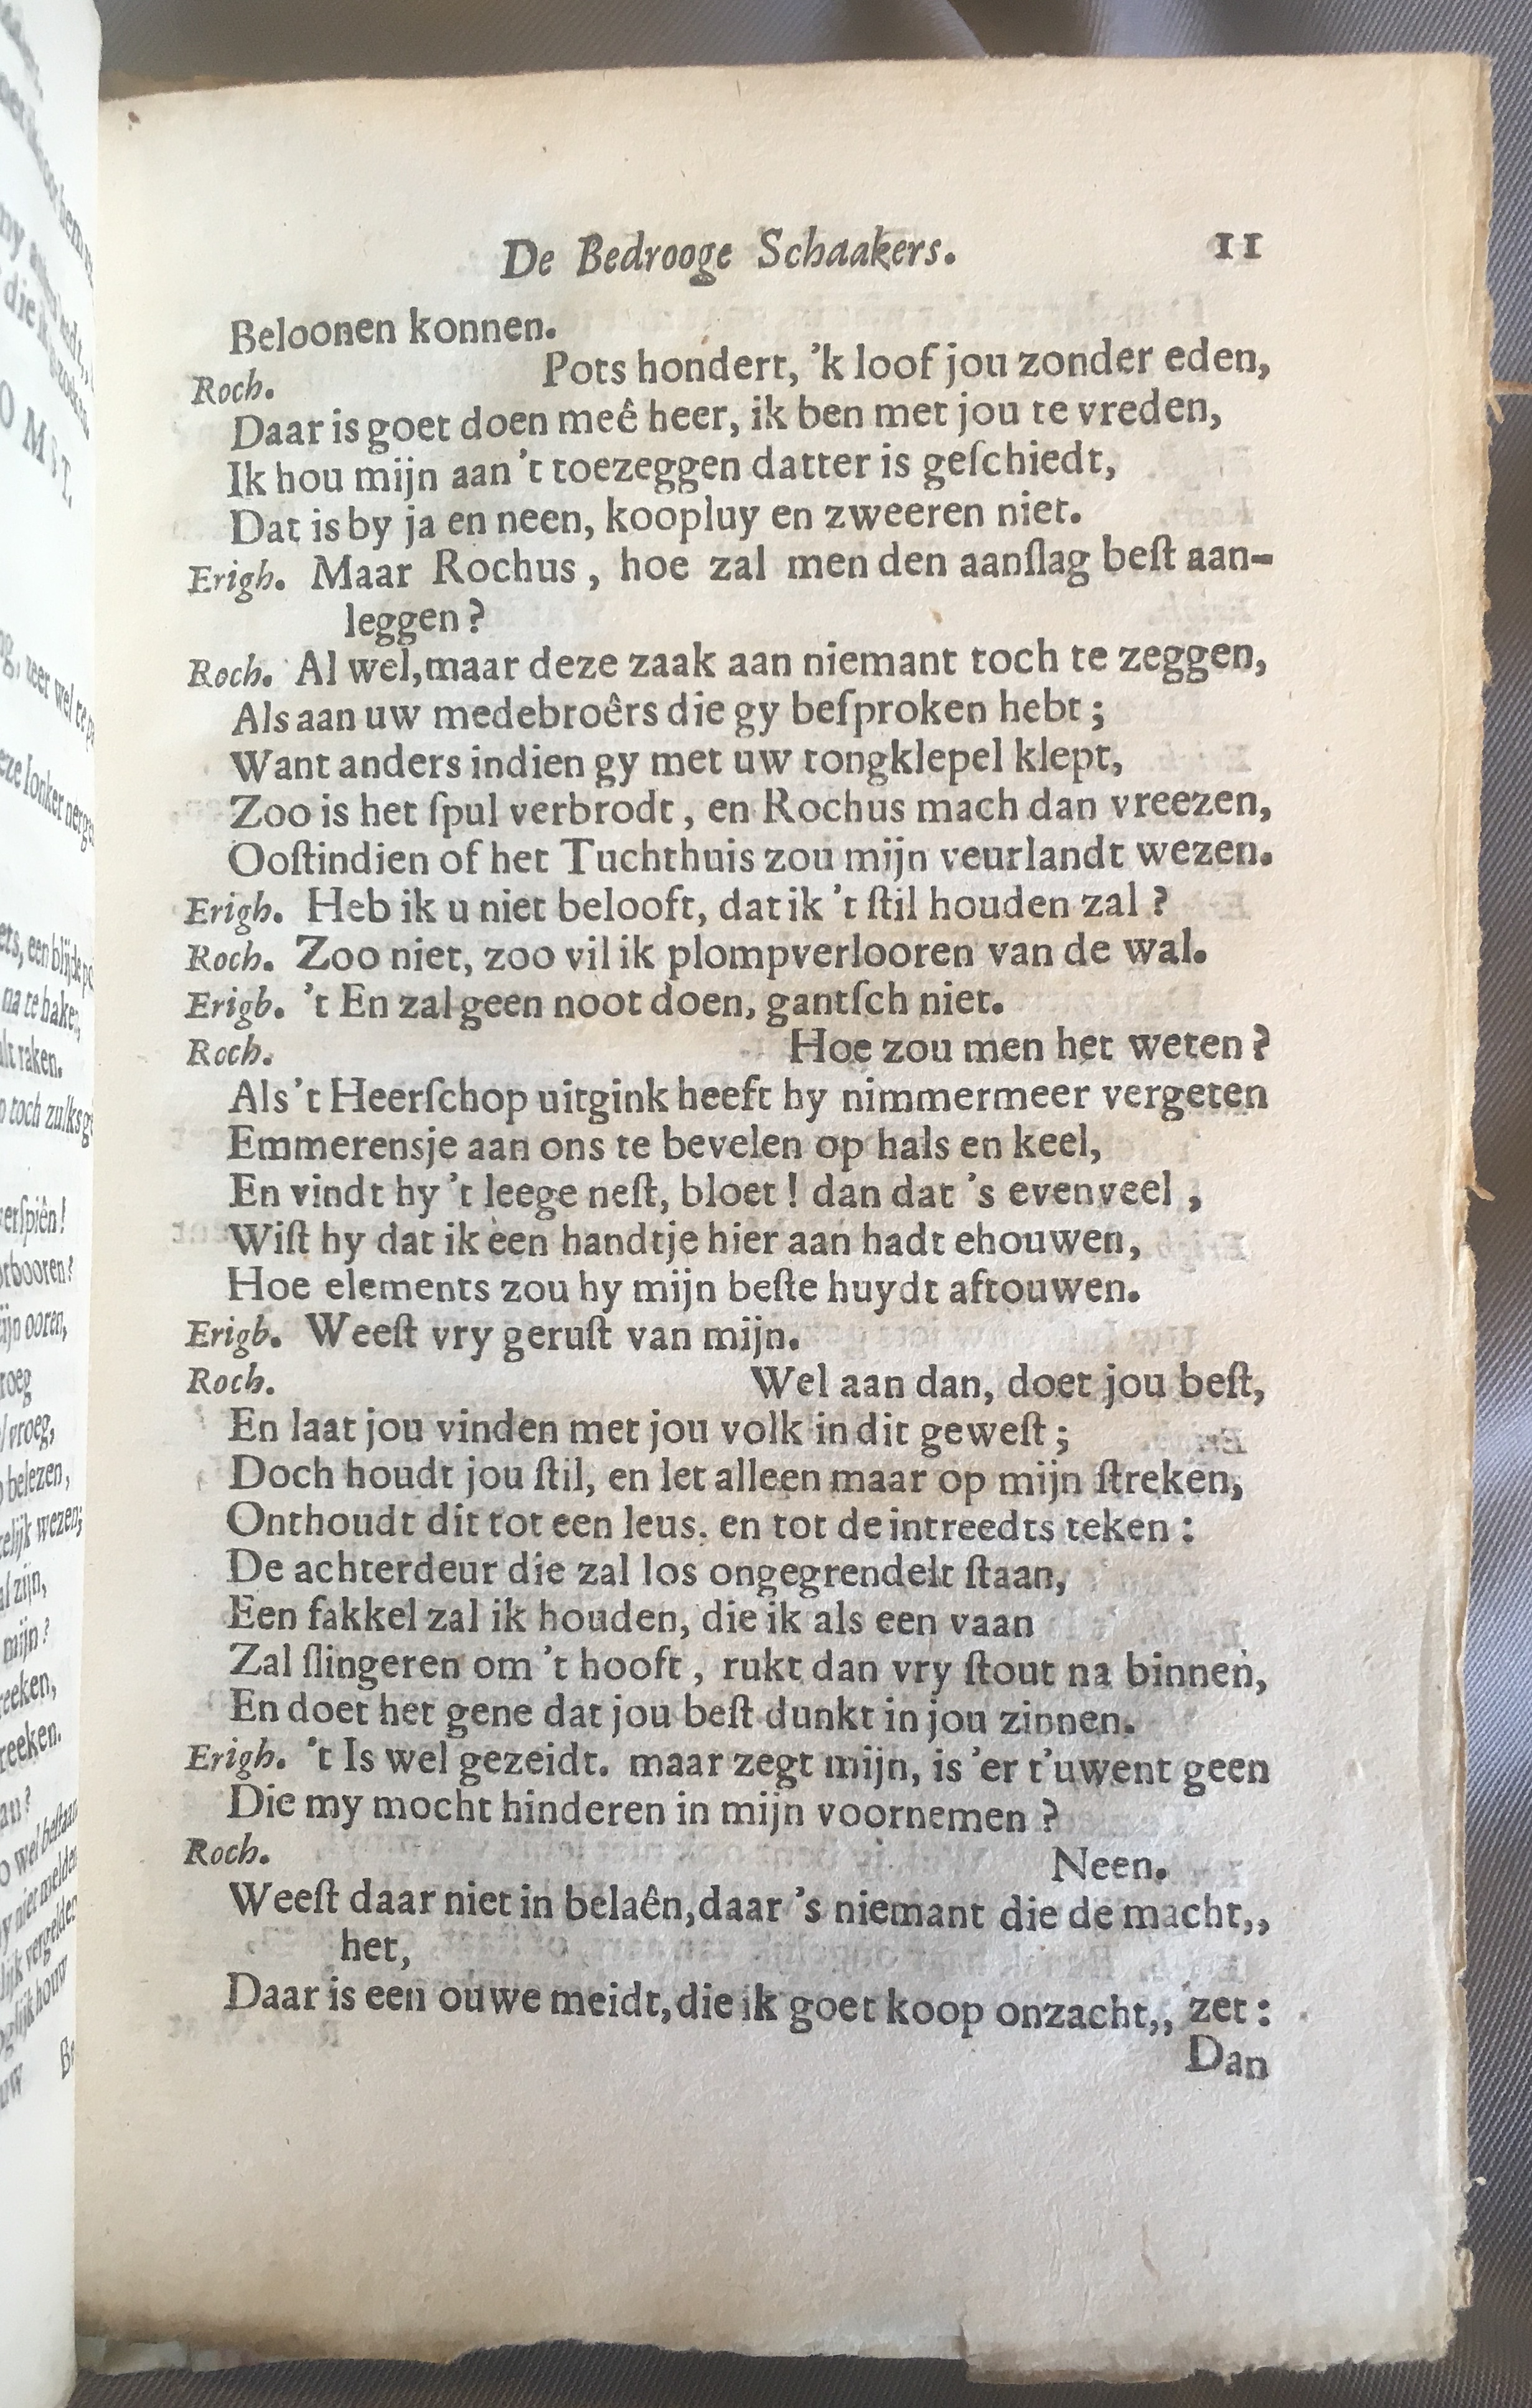 De Bedrooge Schaakers. 11
Beloonen konnen.
Roch. Pots hondert, 'k loof jou zonder eden,
Daar is goet doen meê heer, ik ben met jou te vreden,
Ik hou mijn aan 't toezeggen datter is geſchiedt,
Dat is by ja en neen, koopluy en zweeren niet.
Erigh. Maar Rochus, hoe zal men den aanſlag beſt aan-
leggen?
Roch. Al wel, maar deze zaak aan niemant toch te zeggen,
Als aan uw medebroêrs die gy beſproken hebt;
Want anders indien gy met uw tongklepel klept,
Zoo is het ſpul verbrodt, en Rochus mach dan vreezen,
Ooſtindien of het Tuchthuis zou mijn veurlandt wezen.
Erigh. Heb ik u niet belooft, dat ik 't ſtil houden zal?
Roch. Zoo niet, zoo vil ik plompverlooren van de wal.
Erigb. 't En zal geen noot doen, gantſch niet.
Roch. Hoe zou men het weten?
Als 't Heerſchop uitgink heeft hy nimmermeer vergeten
Emmerensje aan ons te bevelen op hals en keel,
En vindt hy 't leege neſt, bloet! dan dat 's evenveel,
Wiſt hy dat ik een handtje hier aan hadt ehouwen,
Hoe elements zou hy mijn beſte huydt aftouwen.
Erigb. Weeſt vry geruſt van mijn.
Roch. Wel aan dan, doet jou beſt,
En laat jou vinden met jou volk in dit geweſt;
Doch houdt jou ſtil, en let alleen maar op mijn ſtreken,
Onthoudt dit tot een leus. en tot de intreedts teken:
De achterdeur die zal los ongegrendelt ſtaan,
Een fakkel zal ik houden, die ik als een vaan
Zal ſlingeren om 't hooft, rukt dan vry ſtout na binnen,
En doet het gene dat jou beſt dunkt in jou zinnen.
Erigh. 't Is wel gezeidt. maar zegt mijn, is 'er t'uwent geen
Die my mocht hinderen in mijn voornemen?
Roch. Neen.
Weeſt daar niet in belaên, daar 's niemant die de macht,,
het,
Daar is een ouwe meidt, die ik goet koop onzacht,, zet:
Dan